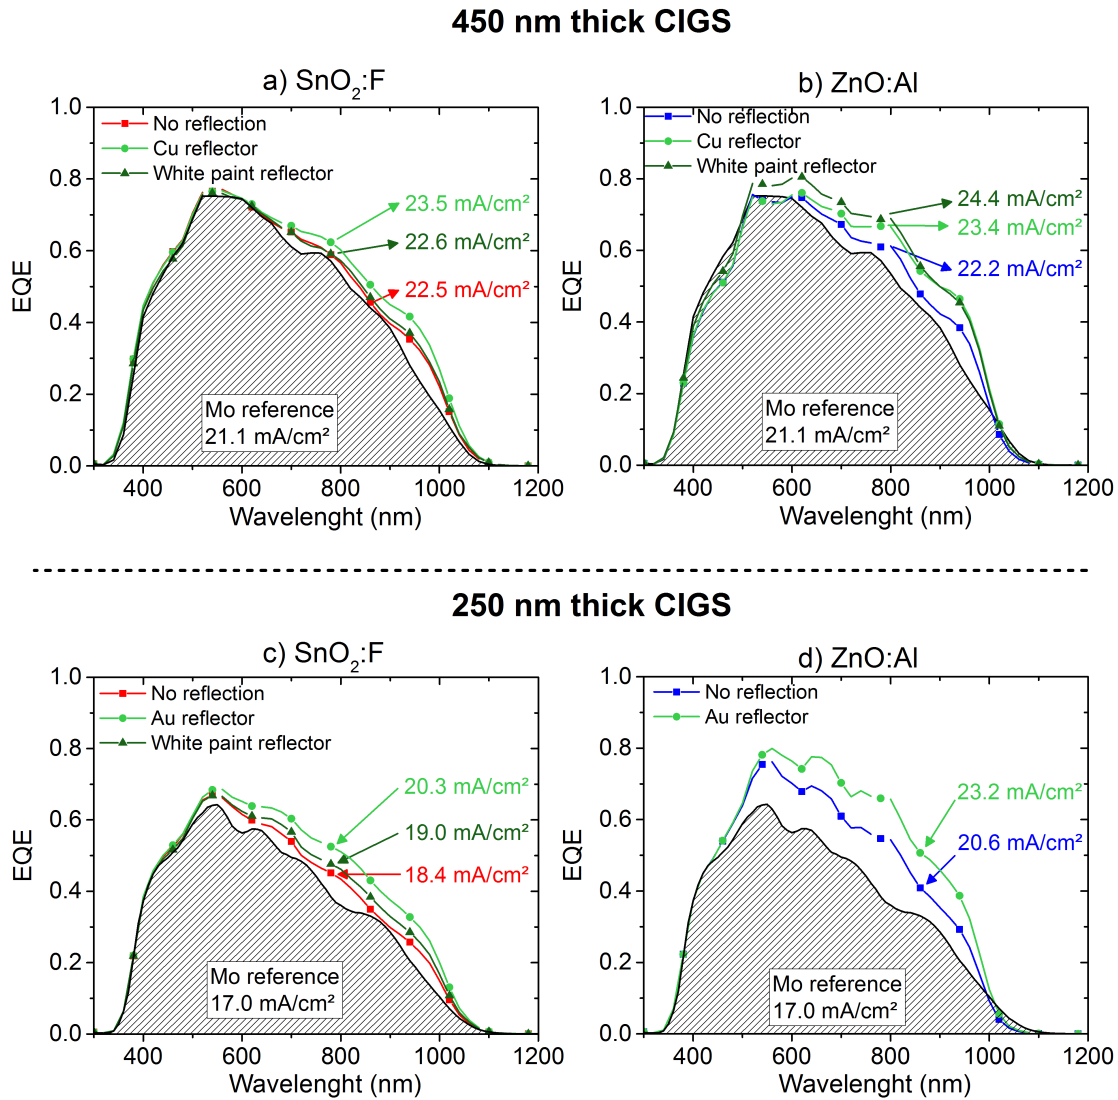 450 nm thick CIGS
a) SnO₂:F
1.0
0.8
0.6
0.4
0.2
0.0
EQE
No reflection
Cu reflector
White paint reflector
23.5 mA/cm²
22.6 mA/cm²
22.5 mA/cm²
Mo reference
21.1 mA/cm²
400 600 800 1000 1200
Wavelenght (nm)
b) ZnO:Al
1.0
0.8
0.6
0.4
0.2
0.0
EQE
No reflection
Cu reflector
White paint reflector
24.4 mA/cm²
23.4 mA/cm²
22.2 mA/cm²
Mo reference
21.1 mA/cm²
400 600 800 1000 1200
Wavelenght (nm)
250 nm thick CIGS
c) SnO₂:F
1.0
0.8
0.6
0.4
0.2
0.0
EQE
No reflection
Au reflector
White paint reflector
20.3 mA/cm²
19.0 mA/cm²
18.4 mA/cm²
Mo reference
17.0 mA/cm²
400 600 800 1000 1200
Wavelenght (nm)
d) ZnO:Al
1.0
0.8
0.6
0.4
0.2
0.0
EQE
No reflection
Au reflector
23.2 mA/cm²
20.6 mA/cm²
Mo reference
17.0 mA/cm²
400 600 800 1000 1200
Wavelenght (nm)